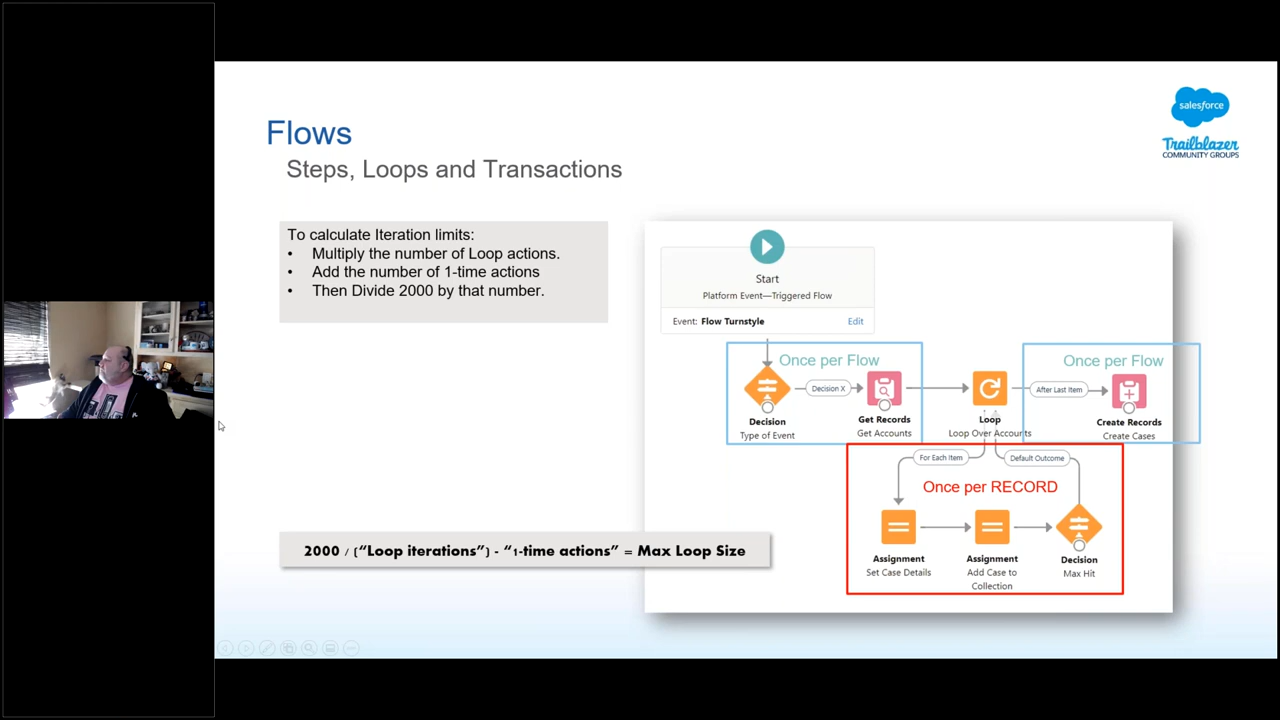 Flows
Steps, Loops and Transactions
salesforce
Trailblazer
COMMUNITY GROUPS
To calculate Iteration limits:
• Multiply the number of Loop actions.
• Add the number of 1-time actions
• Then Divide 2000 by that number.
2000 / (“Loop iterations”) - “1-time actions” = Max Loop Size
Start
Platform Event—Triggered Flow
Event: Flow Turnstyle Edit
Once per Flow
Decision X
Decision
Type of Event
Get Records
Get Accounts
Loop
Loop Over Accounts
After Last Item
Once per Flow
Create Records
Create Cases
For Each Item
Default Outcome
Once per RECORD
Assignment
Set Case Details
Assignment
Add Case to
Collection
Decision
Max Hit